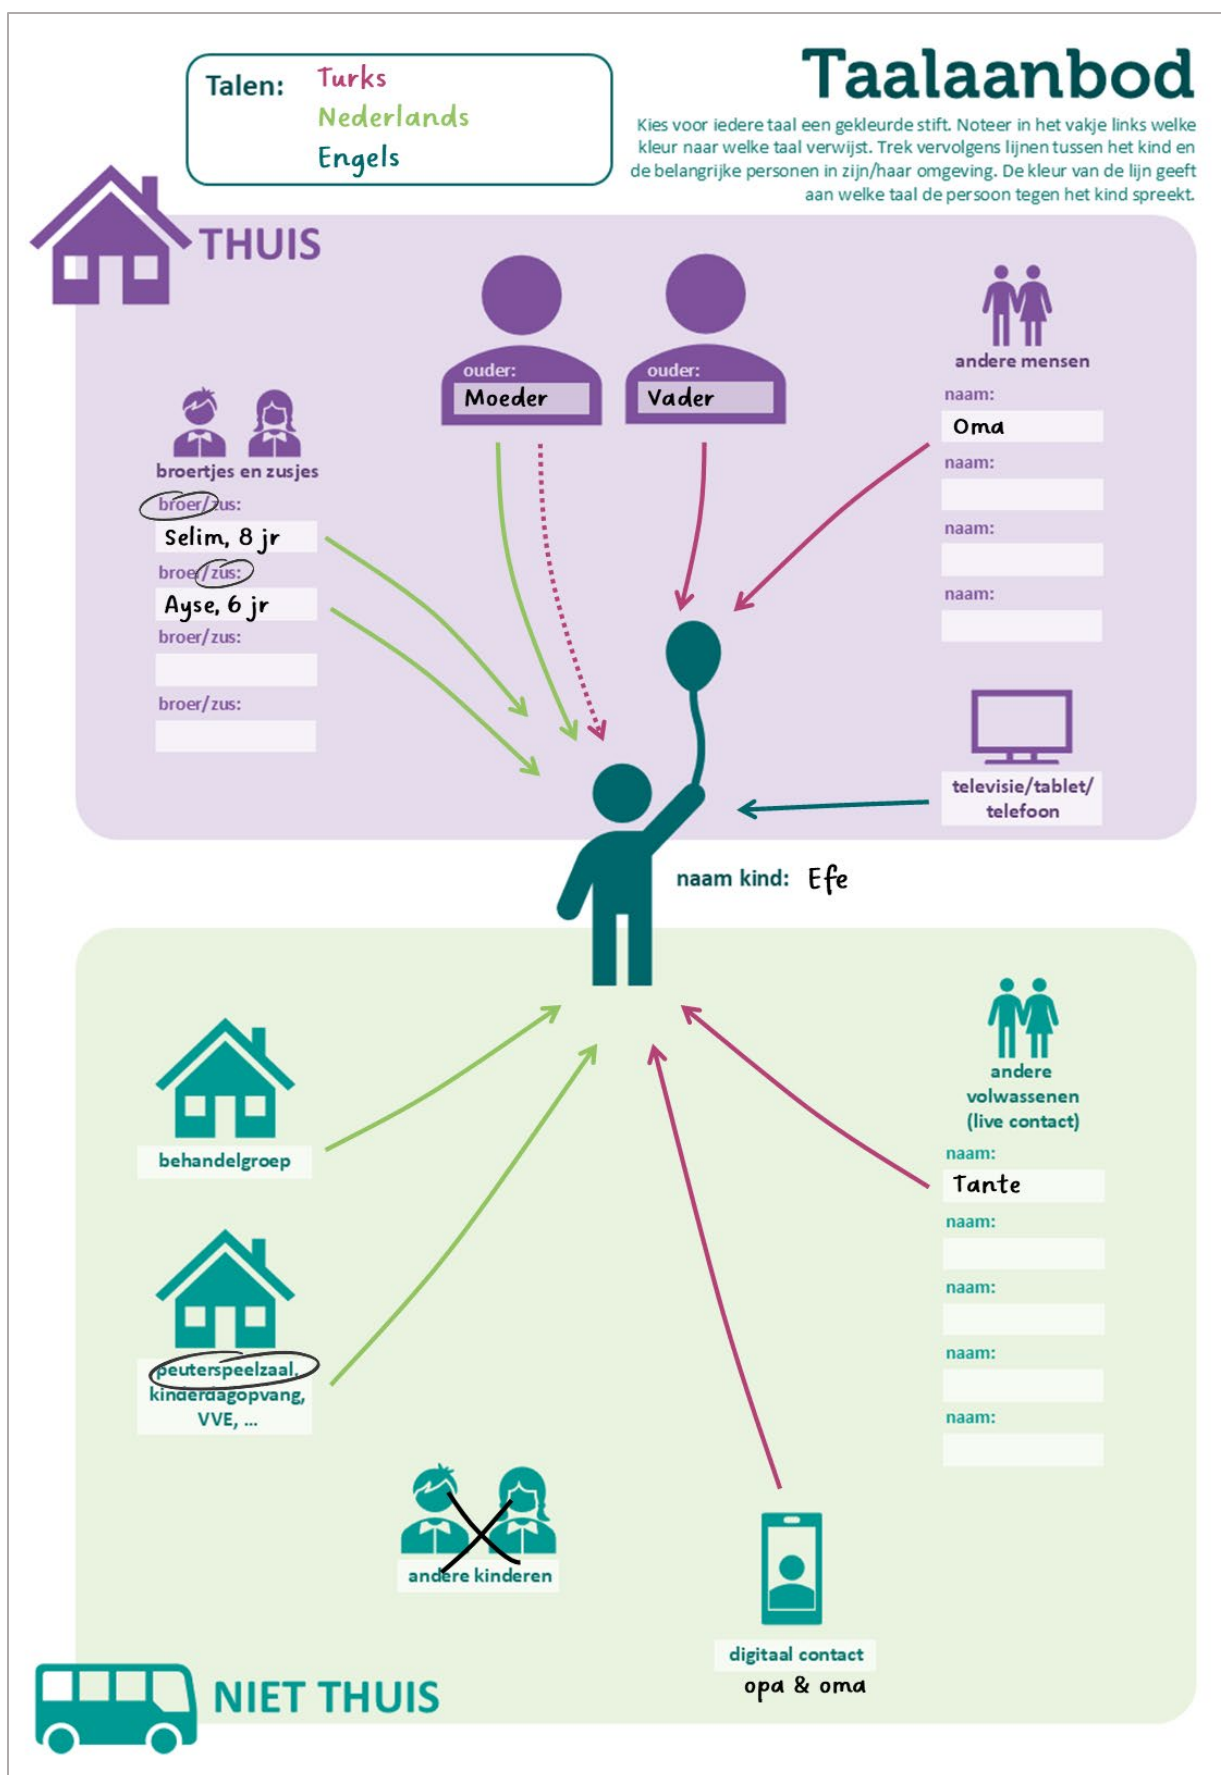 Taalaanbod
Kies voor iedere taal een gekleurde stift. Noteer in het vakje links welke
kleur naar welke taal verwijst. Trek vervolgens lijnen tussen het kind en
de belangrijke personen in zijn/haar omgeving. De kleur van de lijn geeft
aan welke taal de persoon tegen het kind spreekt.
Talen: Turks
Nederlands
Engels
THUIS
ouder:
Moeder
ouder:
Vader
andere mensen
naam:
Oma
naam:
naam:
naam:
broertjes en zusjes
broer/zus:
Selim, 8 jr
broer/zus:
Ayse, 6 jr
broer/zus:
broer/zus:
televisie/tablet/
telefoon
naam kind: Efe
behandelgroep
peuterspeelzaal,
kinderdagopvang,
VVE, ...
andere
volwassenen
(live contact)
naam:
Tante
naam:
naam:
naam:
naam:
andere kinderen
digitaal contact
opa & oma
NIET THUIS